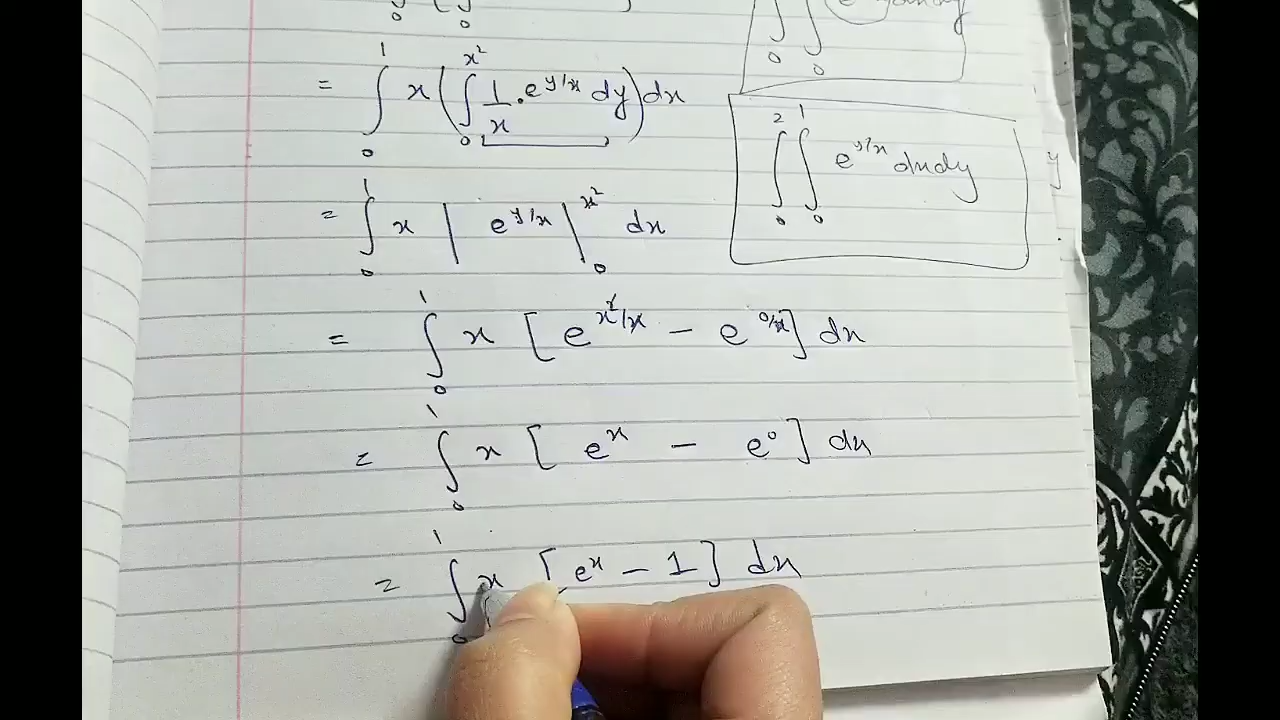 = ∫₀¹ x ( ∫₀^{x²} 1/x · e^{y/x} dy ) dx
= ∫₀¹ x | e^{y/x} |₀^{x²} dx
= ∫₀¹ x [ e^{x²/x} - e^{0/x} ] dx
= ∫₀¹ x [ e^x - e^0 ] dx
= ∫₀¹ x [ e^x - 1 ] dx
∫₀² ∫₀¹ e^{y/x} dx dy
y